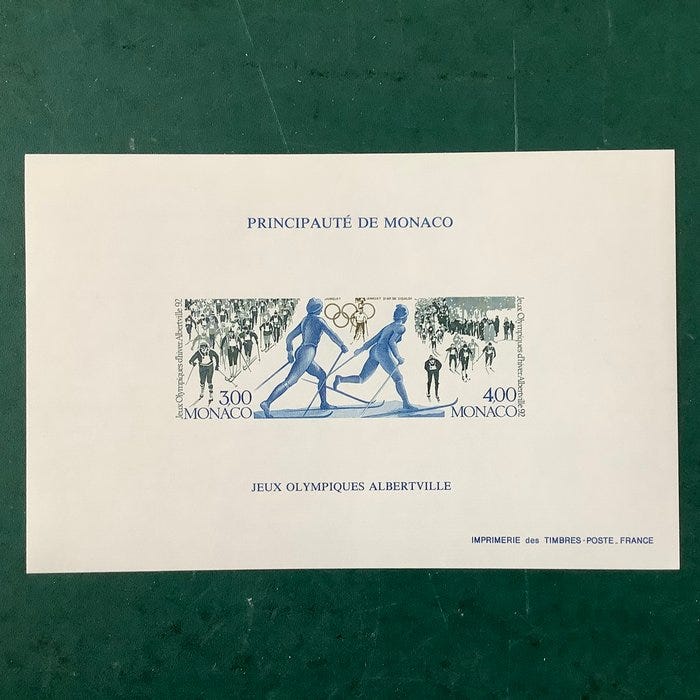 PRINCIPAUTÉ DE MONACO
Jeux Olympiques d'hiver Albertville 92
3,00
MONACO
4,00
MONACO
Jeux Olympiques d'hiver Albertville 92
JEUX OLYMPIQUES ALBERTVILLE
IMPRIMERIE des TIMBRES-POSTE. FRANCE